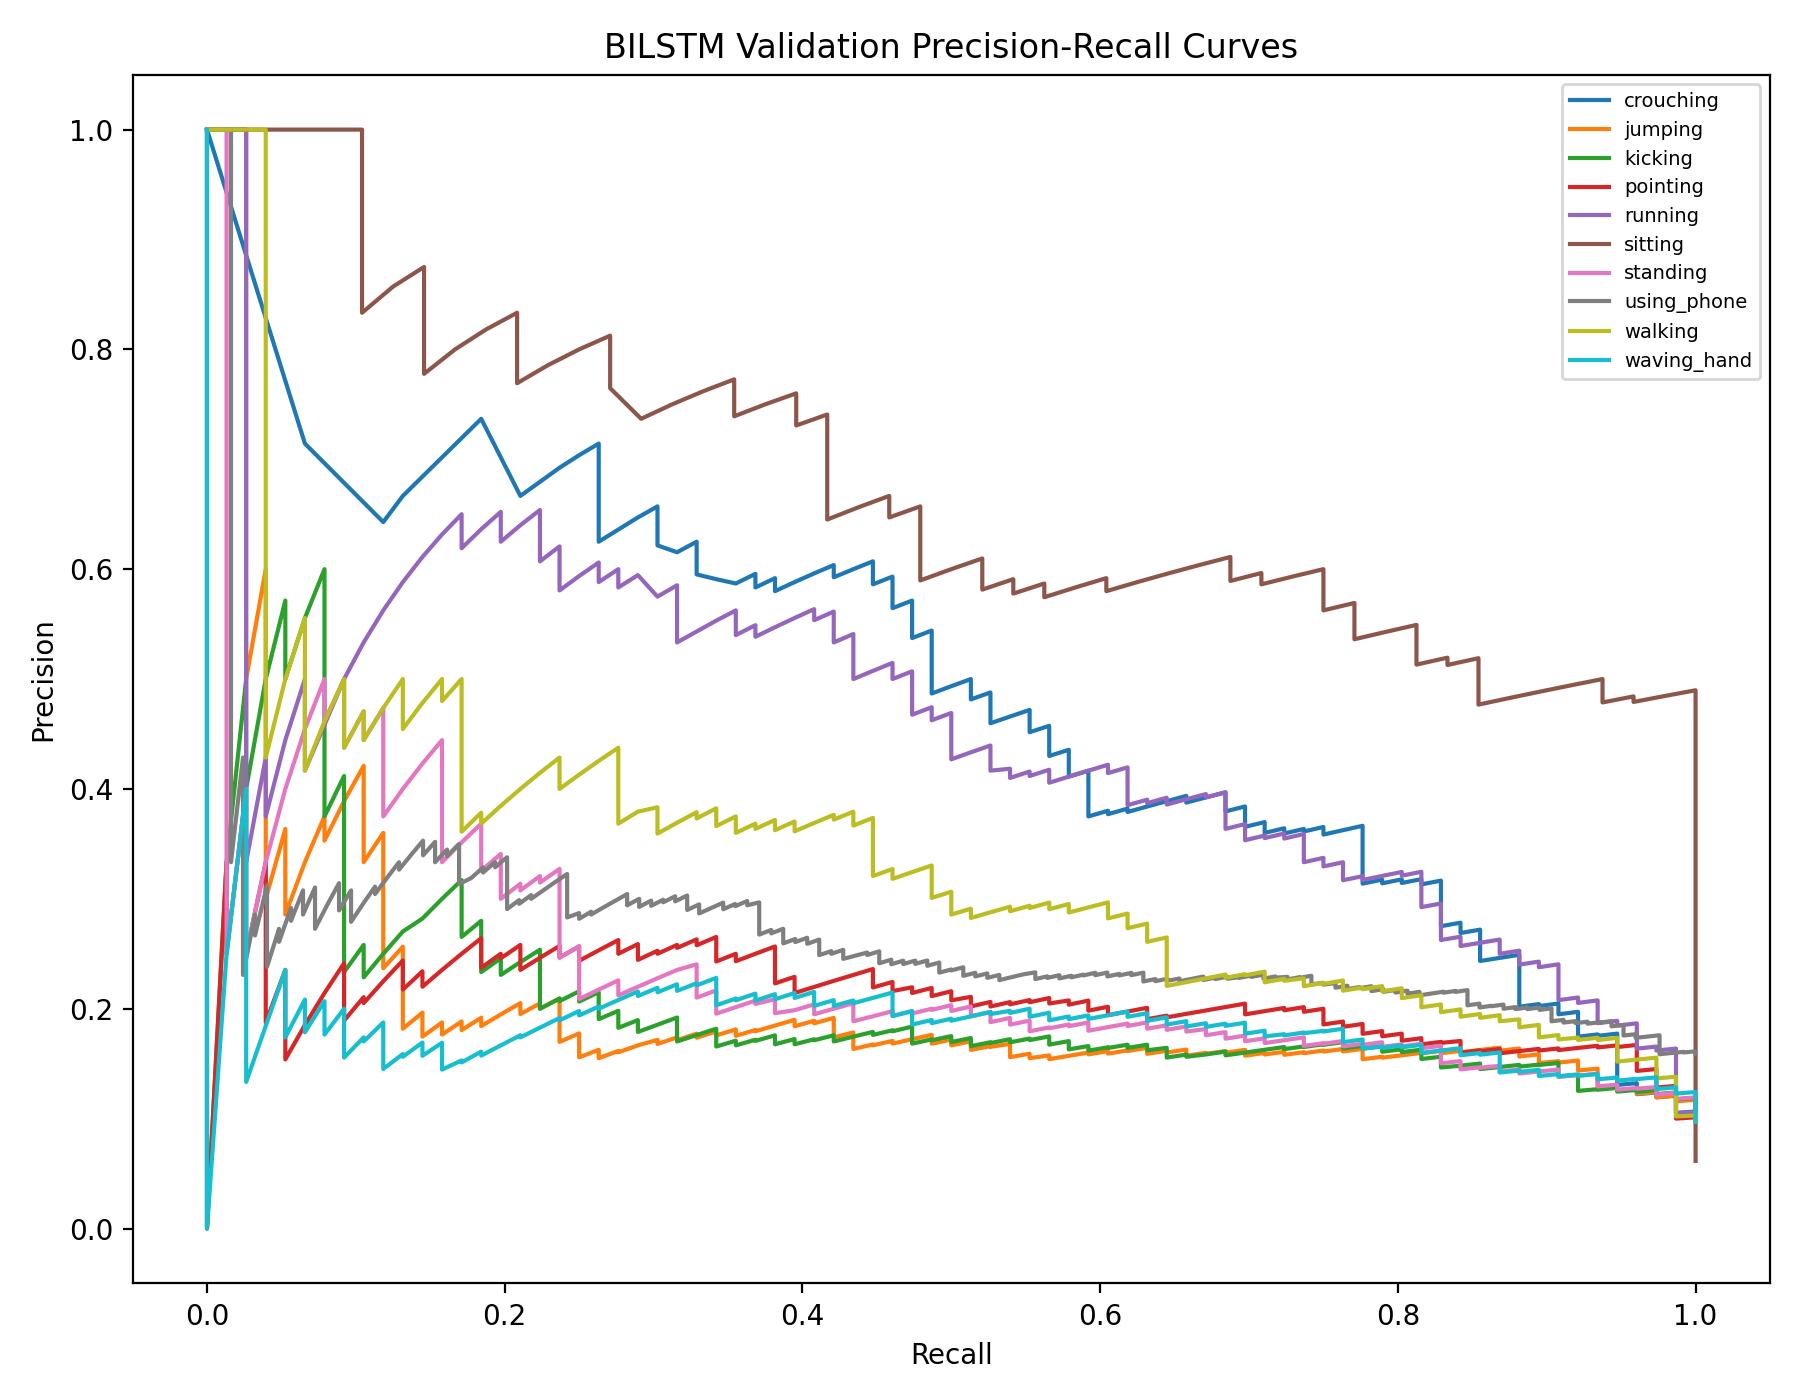 BILSTM Validation Precision-Recall Curves
crouching
jumping
kicking
pointing
running
sitting
standing
using_phone
walking
waving_hand
Precision
1.0
0.8
0.6
0.4
0.2
0.0
0.0 0.2 0.4 0.6 0.8 1.0
Recall